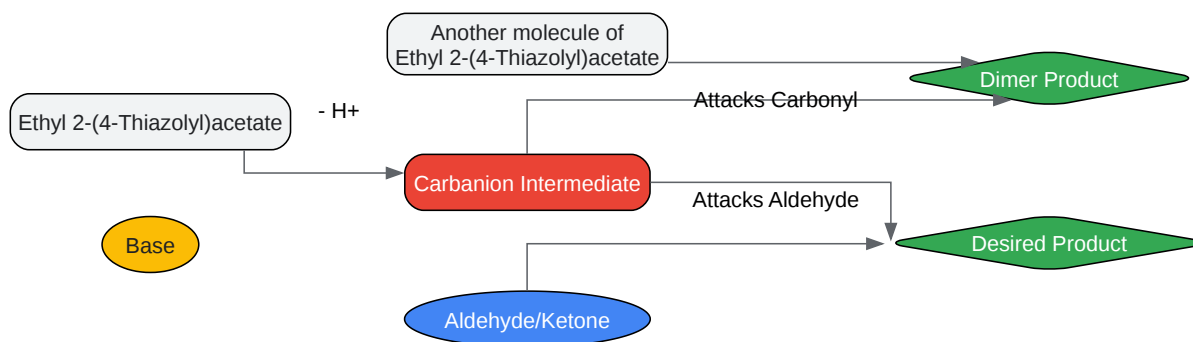 Another molecule of
Ethyl 2-(4-Thiazolyl)acetate
Dimer Product
Attacks Carbonyl
- H+
Ethyl 2-(4-Thiazolyl)acetate
Carbanion Intermediate
Attacks Aldehyde
Base
Desired Product
Aldehyde/Ketone